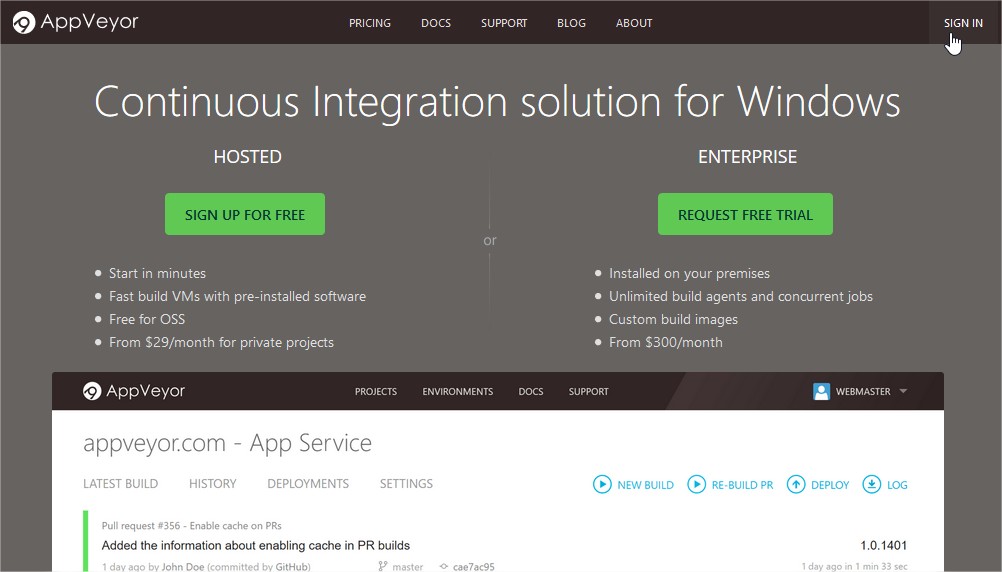 AppVeyor PRICING DOCS SUPPORT BLOG ABOUT SIGN IN
Continuous Integration solution for Windows
HOSTED
SIGN UP FOR FREE
Start in minutes
Fast build VMs with pre-installed software
Free for OSS
From $29/month for private projects
or
ENTERPRISE
REQUEST FREE TRIAL
Installed on your premises
Unlimited build agents and concurrent jobs
Custom build images
From $300/month
AppVeyor PROJECTS ENVIRONMENTS DOCS SUPPORT WEBMASTER
appveyor.com - App Service
LATEST BUILD HISTORY DEPLOYMENTS SETTINGS NEW BUILD RE-BUILD PR DEPLOY LOG
Pull request #356 - Enable cache on PRs
Added the information about enabling cache in PR builds 1.0.1401
1 day ago by John Doe (committed by GitHub) master cae7ac95 1 day ago in 1 min 33 sec